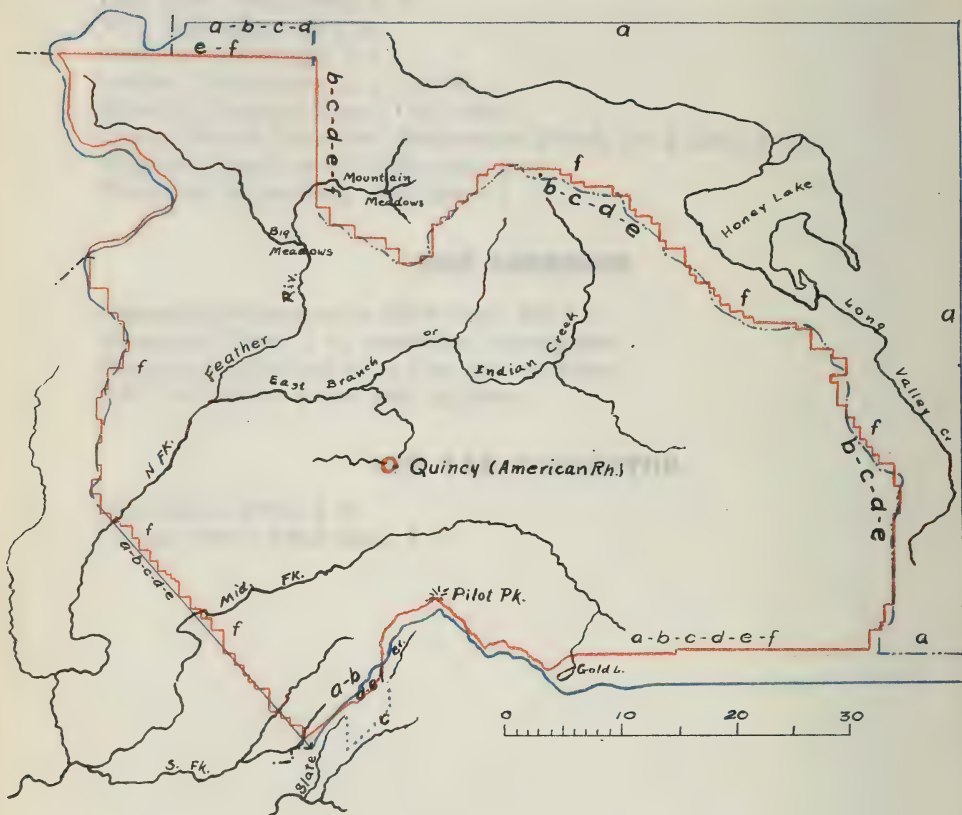 a - b - c - d
a
e - f
b - c - d - e - f
Mountain
Meadows
f
b - c - d - e
Honey Lake
Big
Meadows
Riv.
f
Long
a
Feather
or
Indian Creek
East Branch
Valley Cr
f
f
N FK.
Quincy (American Rh.)
b - c - d - e
f
a-b-c-d-e
Mid. FK.
Pilot Pk.
f
a-b-c-d-e-f
a
a-b
cr.
d-e-f
Gold L.
c
0 10 20 30
S. FK.
Slate